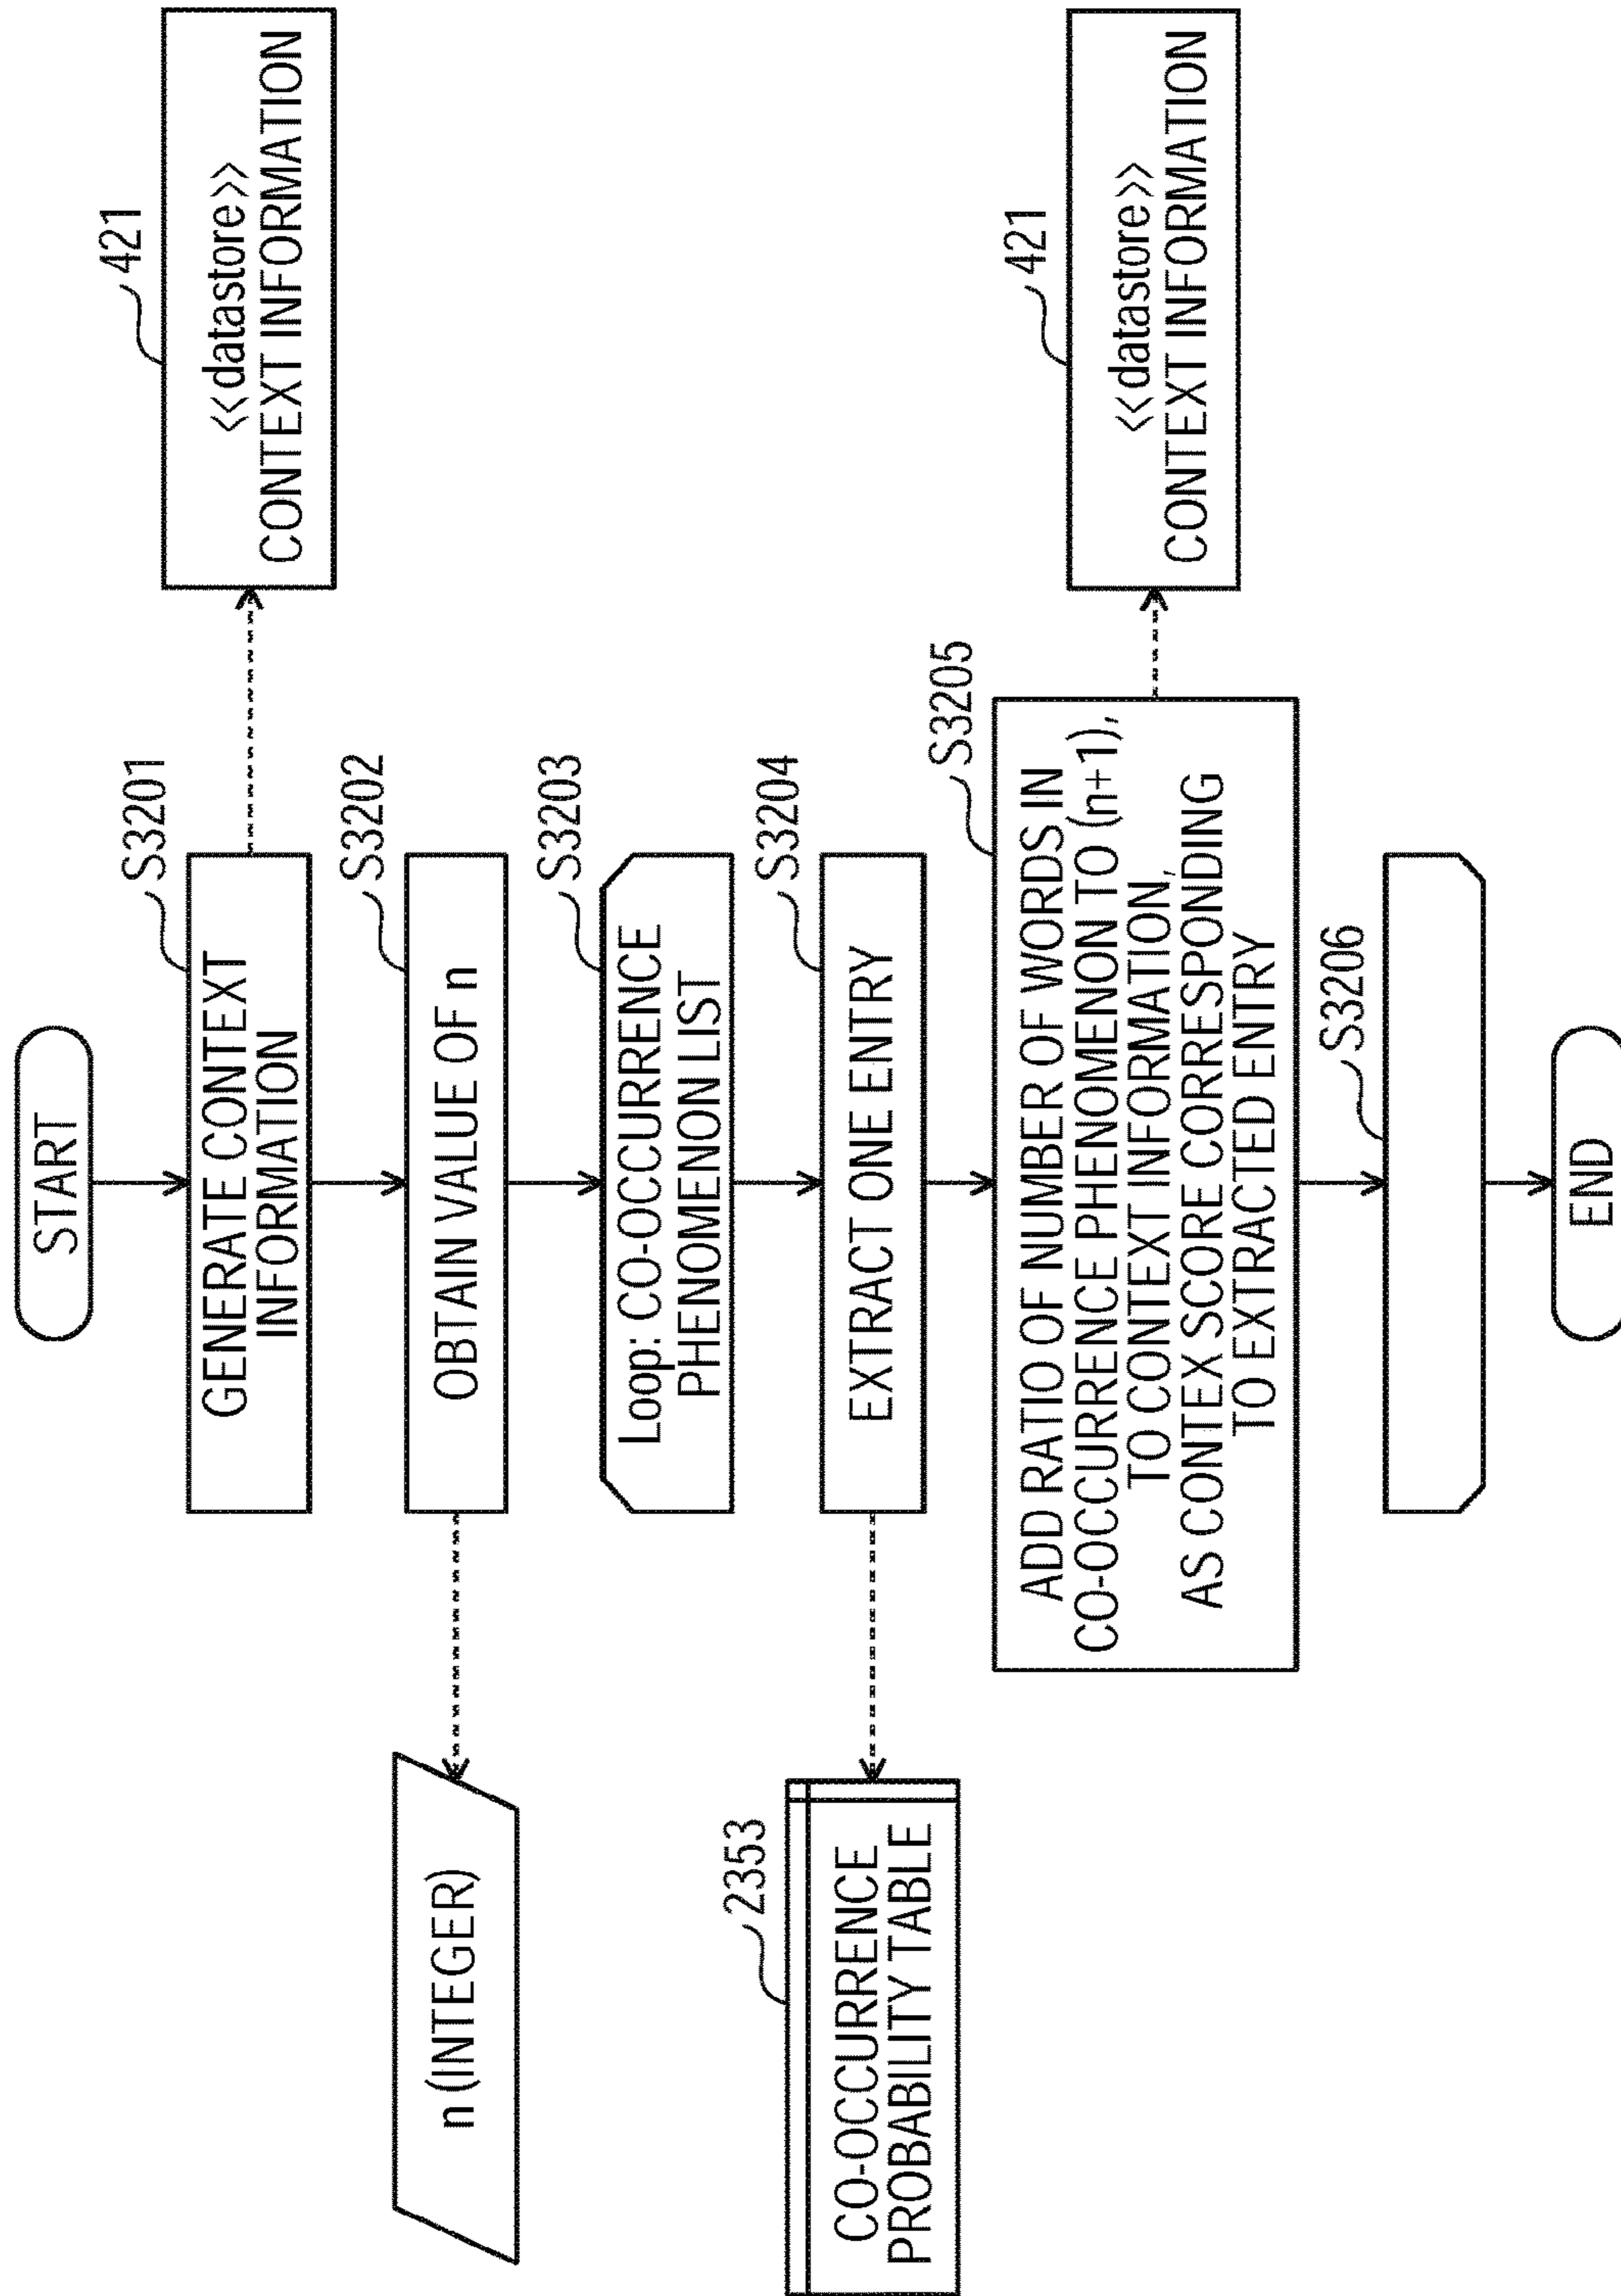 START
S3201
GENERATE CONTEXT
INFORMATION
421
<<datastore>>
CONTEXT INFORMATION
S3202
OBTAIN VALUE OF n
n (INTEGER)
S3203
Loop: CO-OCCURRENCE
PHENOMENON LIST
S3204
EXTRACT ONE ENTRY
2353
CO-OCCURRENCE
PROBABILITY TABLE
S3205
ADD RATIO OF NUMBER OF WORDS IN
CO-OCCURRENCE PHENOMENON TO (n+1),
TO CONTEXT INFORMATION,
AS CONTEX SCORE CORRESPONDING
TO EXTRACTED ENTRY
421
<<datastore>>
CONTEXT INFORMATION
S3206
END